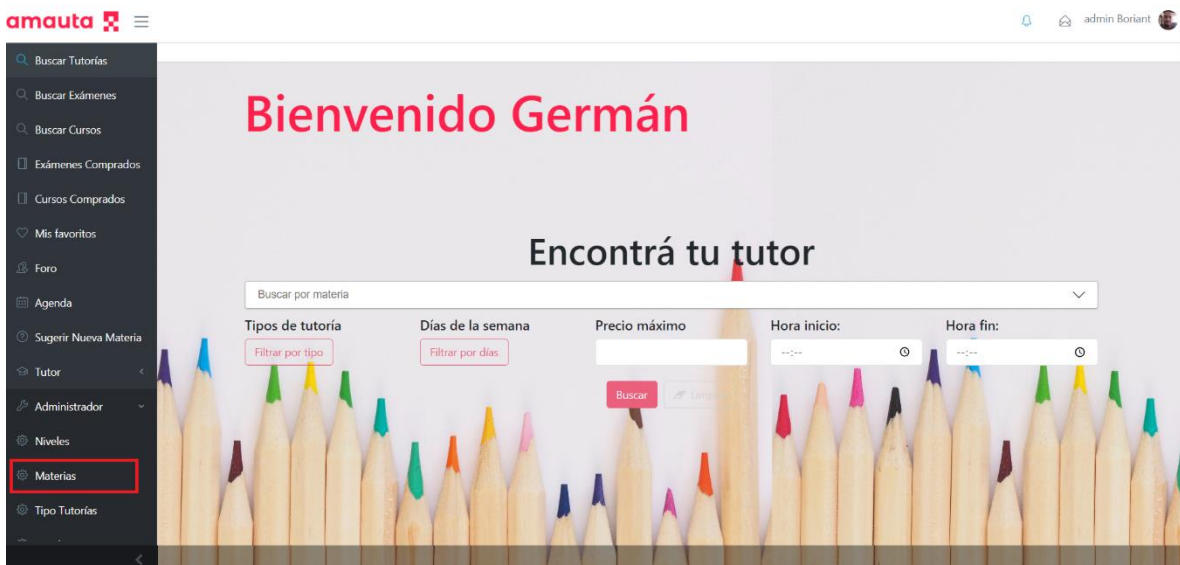 amauta
admin Boriant
Buscar Tutorías
Buscar Exámenes
Buscar Cursos
Exámenes Comprados
Cursos Comprados
Mis favoritos
Foro
Agenda
Sugerir Nueva Materia
Tutor
Administrador
Niveles
Materias
Tipo Tutorías
Bienvenido Germán
Encontrá tu tutor
Buscar por materia
Tipos de tutoría Días de la semana Precio máximo Hora inicio: Hora fin:
Filtrar por tipo Filtrar por días --:-- --:--
Buscar